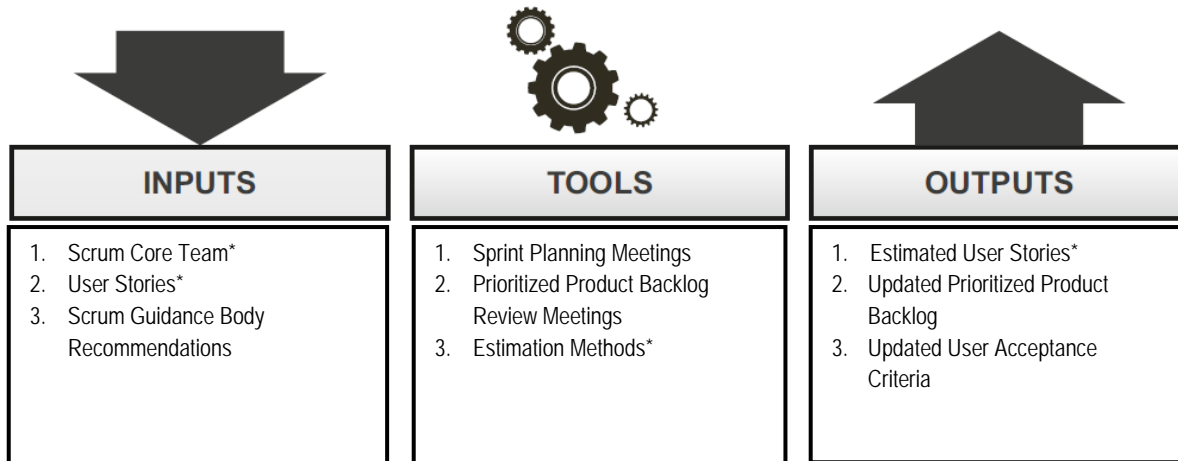 INPUTS
1. Scrum Core Team*
2. User Stories*
3. Scrum Guidance Body
Recommendations
TOOLS
1. Sprint Planning Meetings
2. Prioritized Product Backlog
Review Meetings
3. Estimation Methods*
OUTPUTS
1. Estimated User Stories*
2. Updated Prioritized Product
Backlog
3. Updated User Acceptance
Criteria